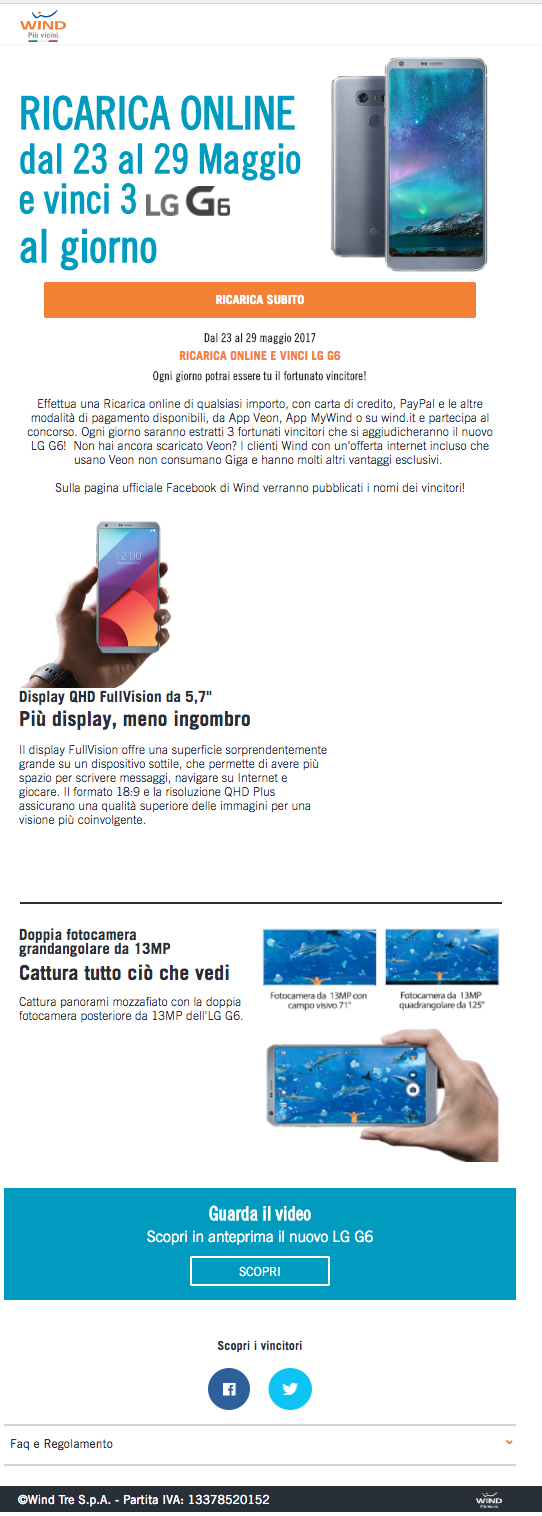 WIND
Più vicini.
RICARICA ONLINE
dal 23 al 29 Maggio
e vinci 3 LG G6
al giorno
RICARICA SUBITO
Dal 23 al 29 maggio 2017
RICARICA ONLINE E VINCI LG G6
Ogni giorno potrai essere tu il fortunato vincitore!
Effettua una Ricarica online di qualsiasi importo, con carta di credito, PayPal e le altre
modalità di pagamento disponibili, da App Veon, App MyWind o su wind.it e partecipa al
concorso. Ogni giorno saranno estratti 3 fortunati vincitori che si aggiudicheranno il nuovo
LG G6! Non hai ancora scaricato Veon? I clienti Wind con un'offerta internet incluso che
usano Veon non consumano Giga e hanno molti altri vantaggi esclusivi.
Sulla pagina ufficiale Facebook di Wind verranno pubblicati i nomi dei vincitori!
12:00
Display QHD FullVision da 5,7"
Più display, meno ingombro
Il display FullVision offre una superficie sorprendentemente
grande su un dispositivo sottile, che permette di avere più
spazio per scrivere messaggi, navigare su Internet e
giocare. Il formato 18:9 e la risoluzione QHD Plus
assicurano una qualità superiore delle immagini per una
visione più coinvolgente.
Doppia fotocamera
grandangolare da 13MP
Cattura tutto ciò che vedi
Cattura panorami mozzafiato con la doppia
fotocamera posteriore da 13MP dell'LG G6.
Fotocamera da 13MP con
campo visivo 71°
Fotocamera da 13MP
quadrangolare da 125°
Guarda il video
Scopri in anteprima il nuovo LG G6
SCOPRI
Scopri i vincitori
Faq e Regolamento
©Wind Tre S.p.A. - Partita IVA: 13378520152
WIND